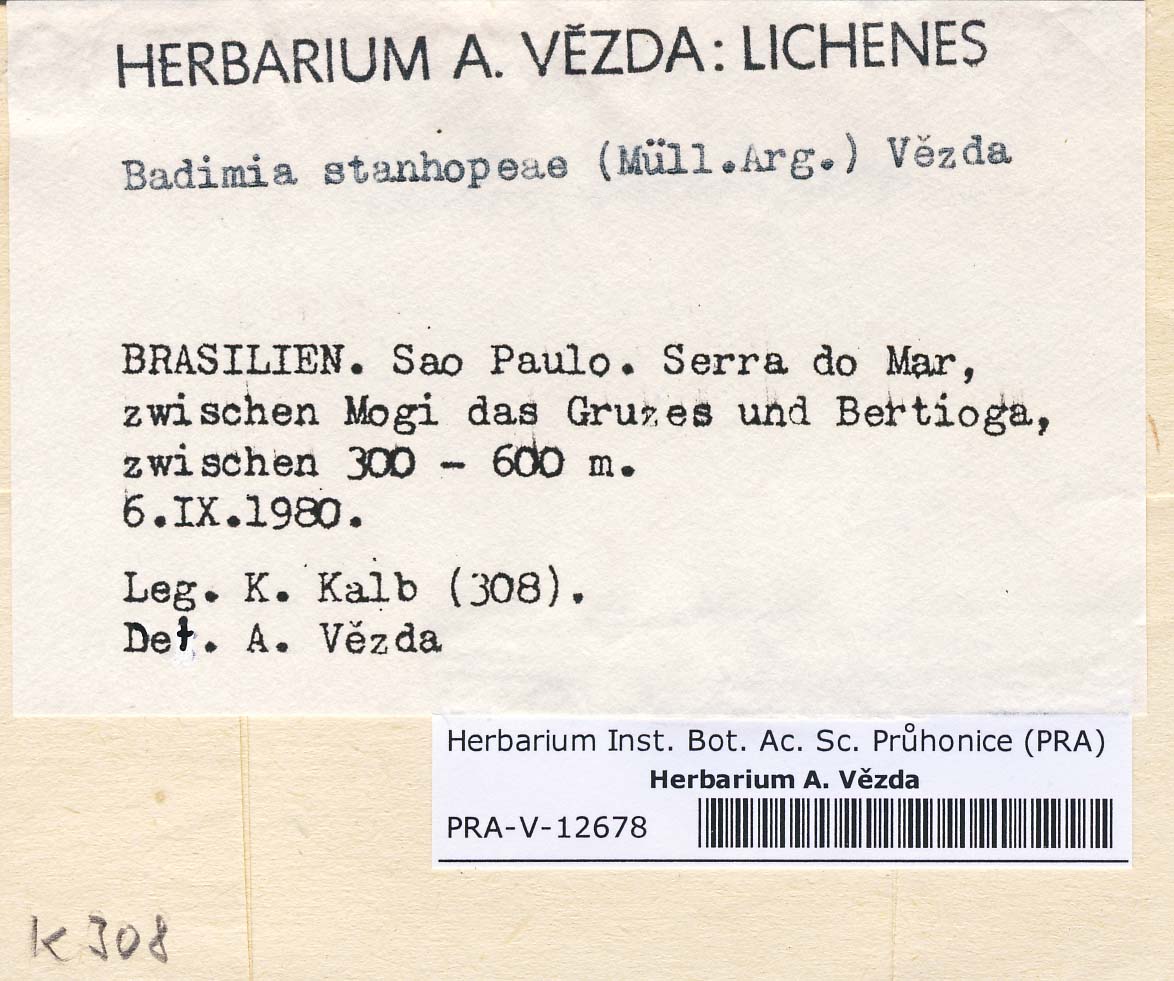 HERBARIUM A. VĚZDA: LICHENES
Badimia stanhopeae (Müll.Arg.) Vězda
BRASILIEN. Sao Paulo. Serra do Mar,
zwischen Mogi das Gruzes und Bertioga,
zwischen 300 - 600 m.
6.IX.1980.
Leg. K. Kalb (308).
Det. A. Vězda
Herbarium Inst. Bot. Ac. Sc. Průhonice (PRA)
Herbarium A. Vězda
PRA-V-12678
K 308